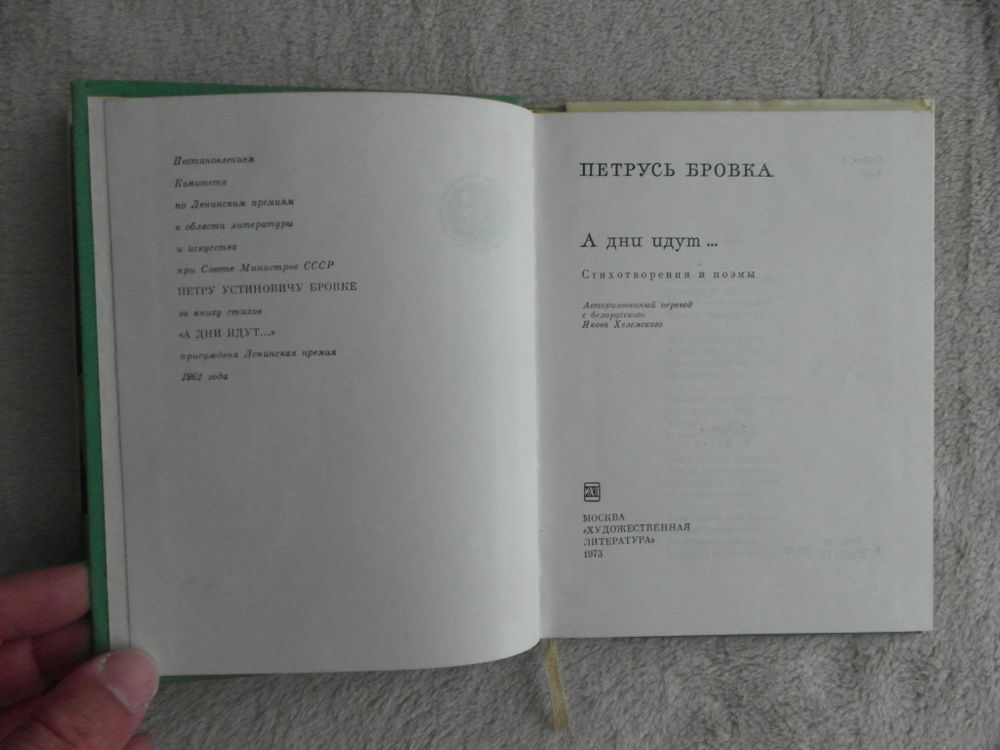 Постановлением
Комитета
по Ленинским премиям
в области литературы
и искусства
при Совете Министров СССР
ПЕТРУ УСТИНОВИЧУ БРОВКЕ
за книгу стихов
«А ДНИ ИДУТ...»
присуждена Ленинская премия
1962 года
ПЕТРУСЬ БРОВКА
А дни идут...
Стихотворения и поэмы
Авторизованный перевод
с белорусского
Якова Хелемского
МОСКВА
«ХУДОЖЕСТВЕННАЯ
ЛИТЕРАТУРА»
1973